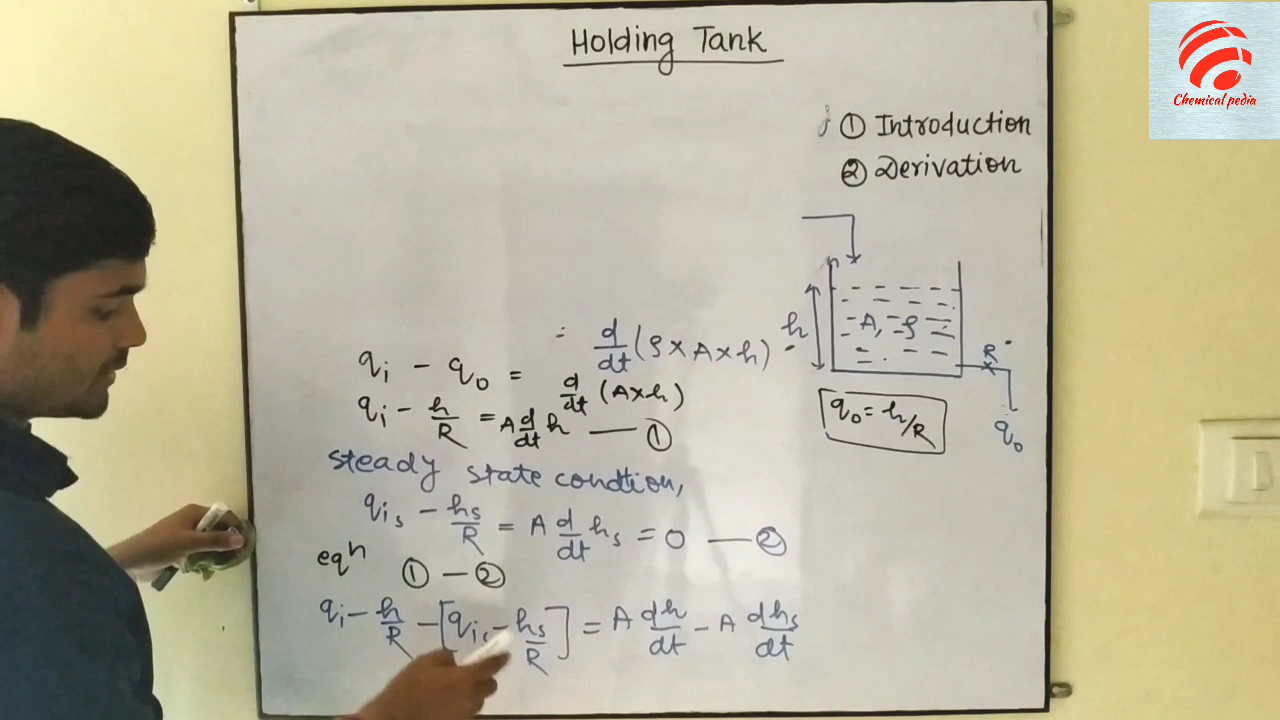 Holding Tank
Chemical pedia
① Introduction
② Derivation
= d/dt (ρ × A × h)
h
A, ρ
R
qᵢ - q₀ = d/dt (A×h)
qᵢ - h/R = A d/dt h — ①
q₀ = h/R
q₀
steady state condtion,
qᵢₛ - hₛ/R = A d/dt hₛ = 0 — ②
eqⁿ ① - ②
qᵢ - h/R - [qᵢₛ - hₛ/R] = A dh/dt - A dhₛ/dt